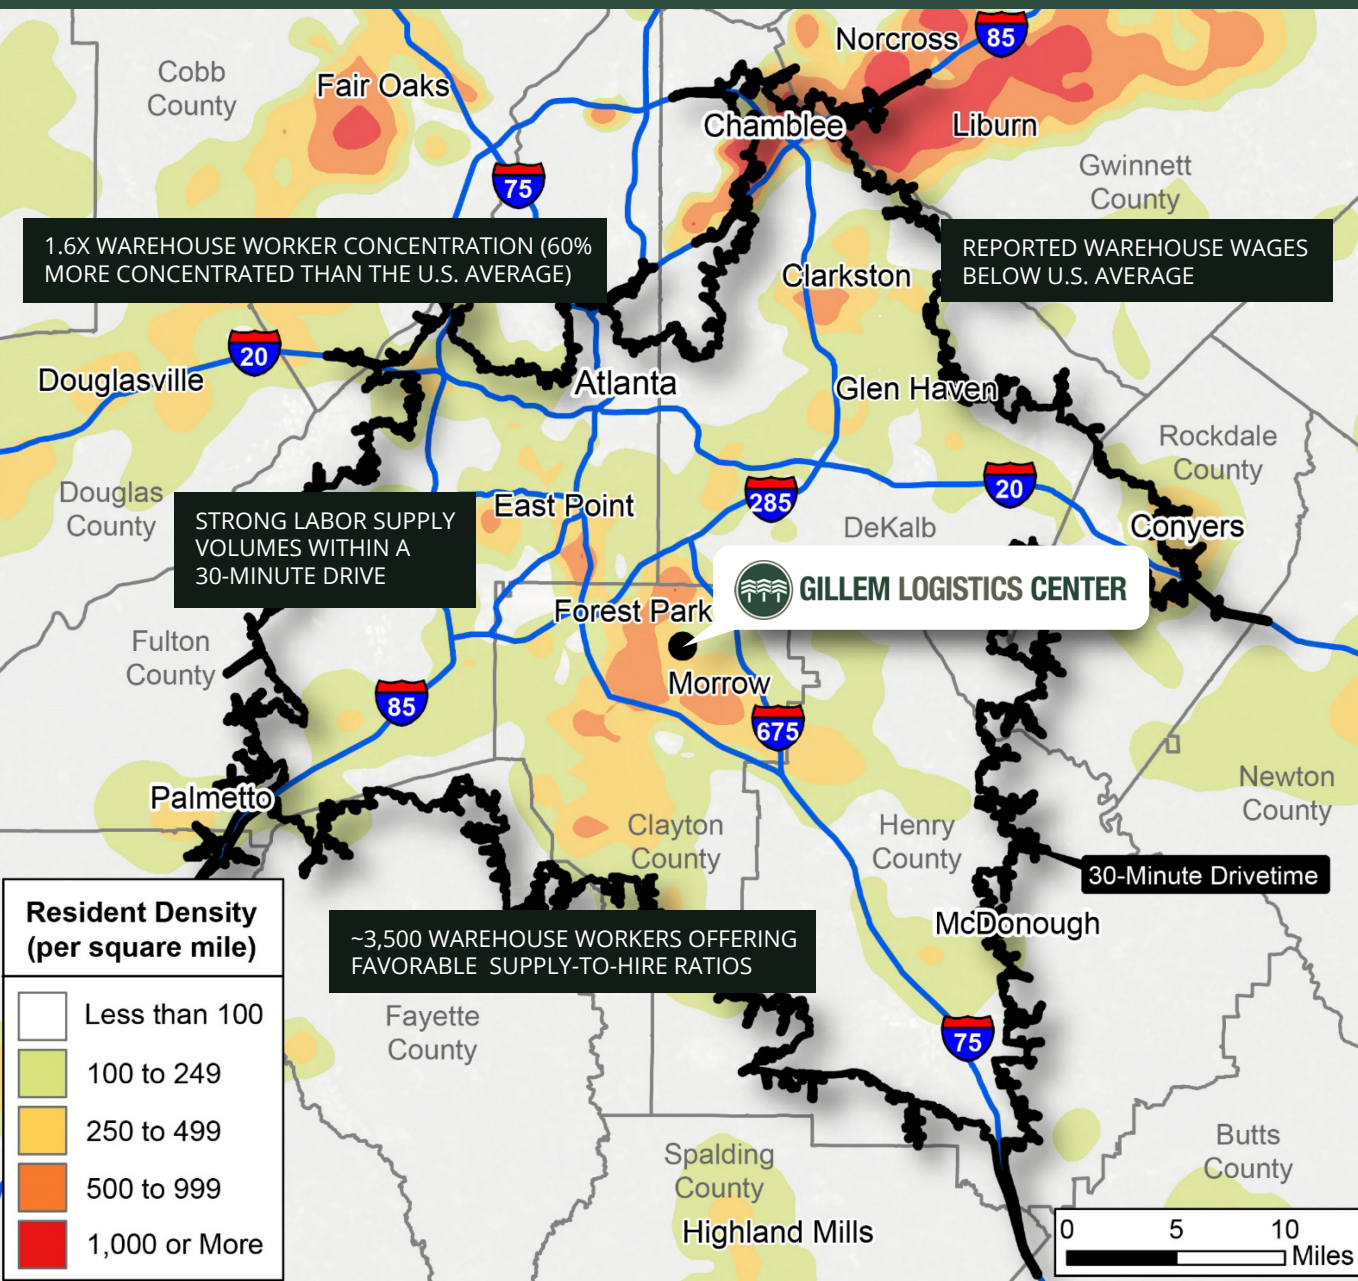 Norcross
85
Cobb
County
Fair Oaks
Chamblee
Liburn
Gwinnett
County
75
1.6X WAREHOUSE WORKER CONCENTRATION (60%
MORE CONCENTRATED THAN THE U.S. AVERAGE)
REPORTED WAREHOUSE WAGES
BELOW U.S. AVERAGE
Clarkston
20
Douglasville
Atlanta
Glen Haven
Rockdale
County
Douglas
County
STRONG LABOR SUPPLY
VOLUMES WITHIN A
30-MINUTE DRIVE
East Point
285
20
DeKalb
Conyers
GILLEM LOGISTICS CENTER
Forest Park
Fulton
County
Morrow
85
675
Palmetto
Newton
County
Clayton
County
Henry
County
30-Minute Drivetime
McDonough
~3,500 WAREHOUSE WORKERS OFFERING
FAVORABLE SUPPLY-TO-HIRE RATIOS
Resident Density
(per square mile)
Less than 100
100 to 249
250 to 499
500 to 999
1,000 or More
Fayette
County
75
Spalding
County
Highland Mills
Butts
County
0 5 10
Miles